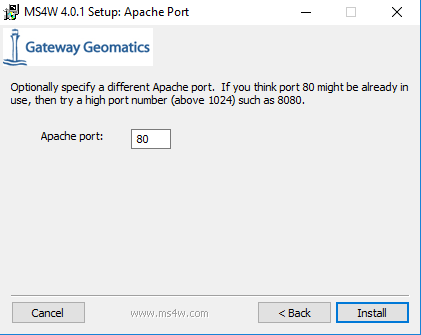 MS4W 4.0.1 Setup: Apache Port
Gateway Geomatics
Optionally specify a different Apache port. If you think port 80 might be already in
use, then try a high port number (above 1024) such as 8080.
Apache port: 80
Cancel www.ms4w.com < Back Install